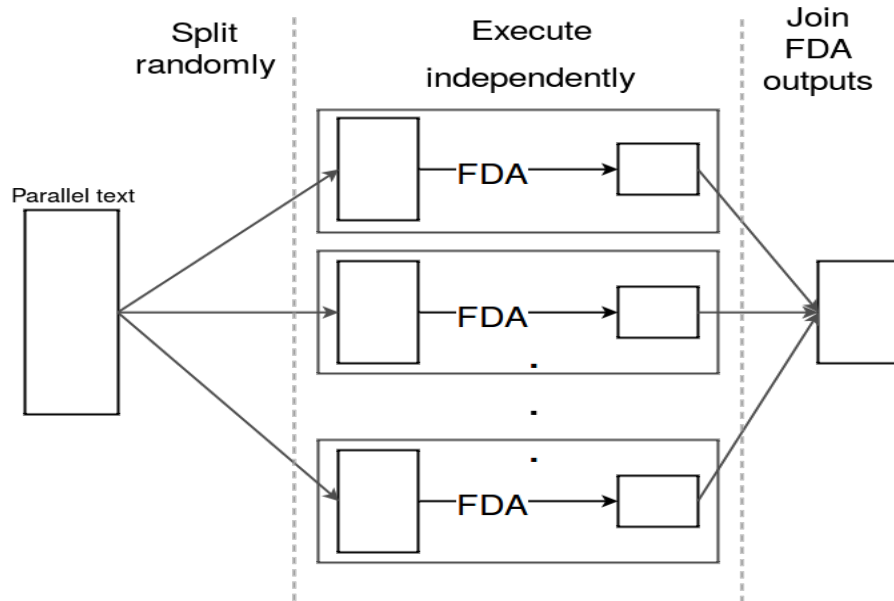 Split
randomly
Execute
independently
Join
FDA
outputs
Parallel text
FDA
FDA
.
.
.
FDA